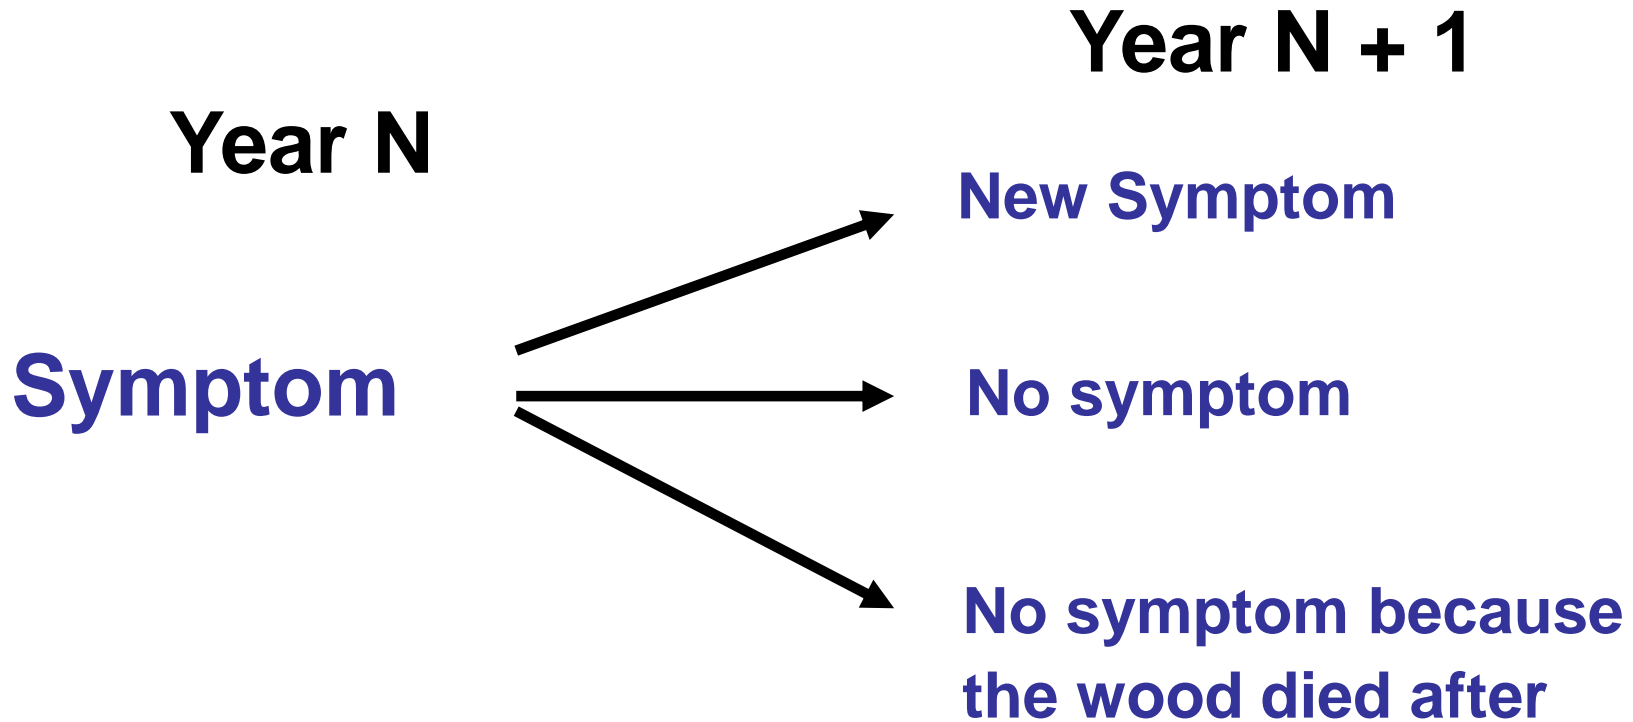 Year N + 1
Year N
New Symptom
Symptom
No symptom
No symptom because
the wood died after